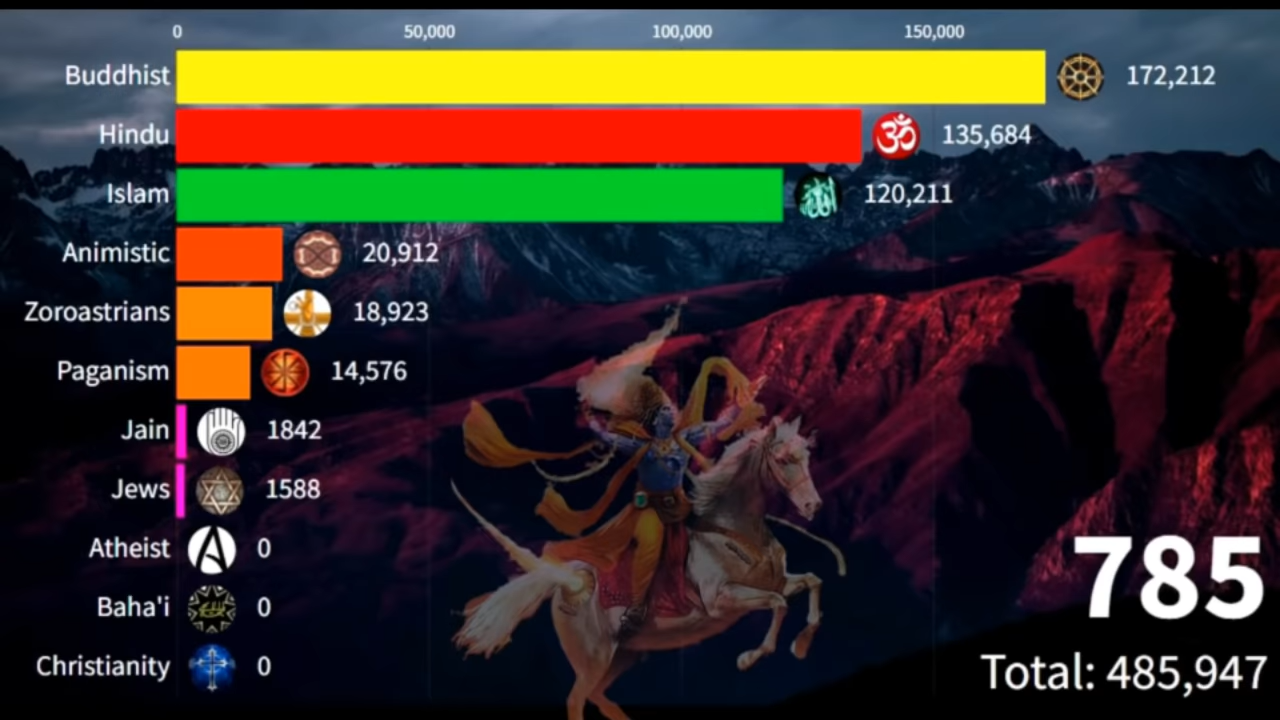 0 50,000 100,000 150,000
Buddhist 172,212
Hindu ॐ 135,684
Islam الله 120,211
Animistic 20,912
Zoroastrians 18,923
Paganism 14,576
Jain 1842
Jews 1588
Atheist A 0
Baha'i 0
Christianity 0
785
Total: 485,947